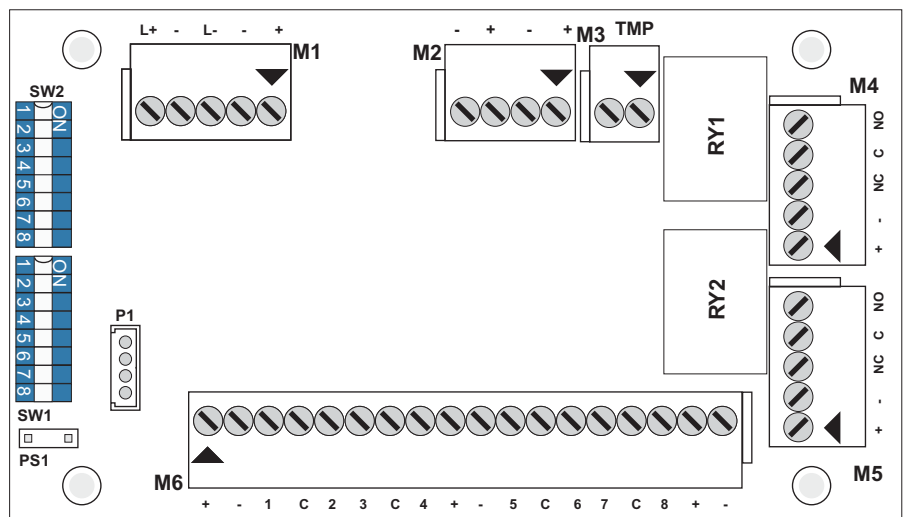 L+ - L- - +
M1
- + - +
M2
M3
TMP
SW2
ON
1
2
3
4
5
6
7
8
ON
1
2
3
4
5
6
7
8
SW1
PS1
P1
RY1
RY2
M4
NO
C
NC
-
+
NO
C
NC
-
+
M5
M6
+ - 1 C 2 3 C 4 + - 5 C 6 7 C 8 + -